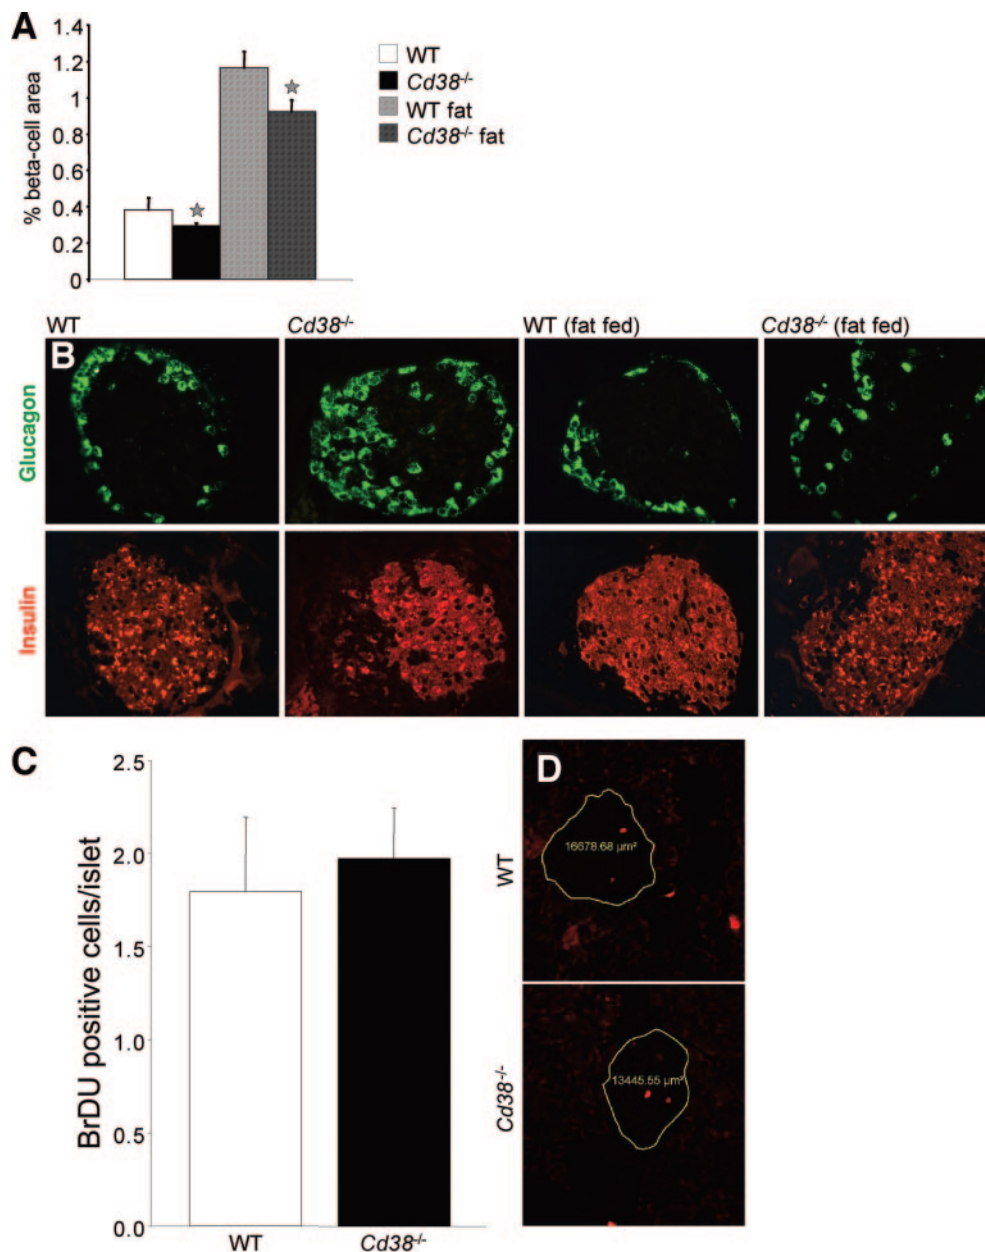 A
1.4
1.2
1
0.8
0.6
0.4
0.2
0
% beta-cell area
WT
Cd38-/-
WT fat
Cd38-/- fat
WT
Cd38-/-
WT (fat fed)
Cd38-/- (fat fed)
B
Glucagon
Insulin
C
2.5
2.0
1.5
1.0
0.5
0.0
BrDU positive cells/islet
WT
Cd38-/-
D
WT
16678.68 µm²
Cd38-/-
13445.55 µm²